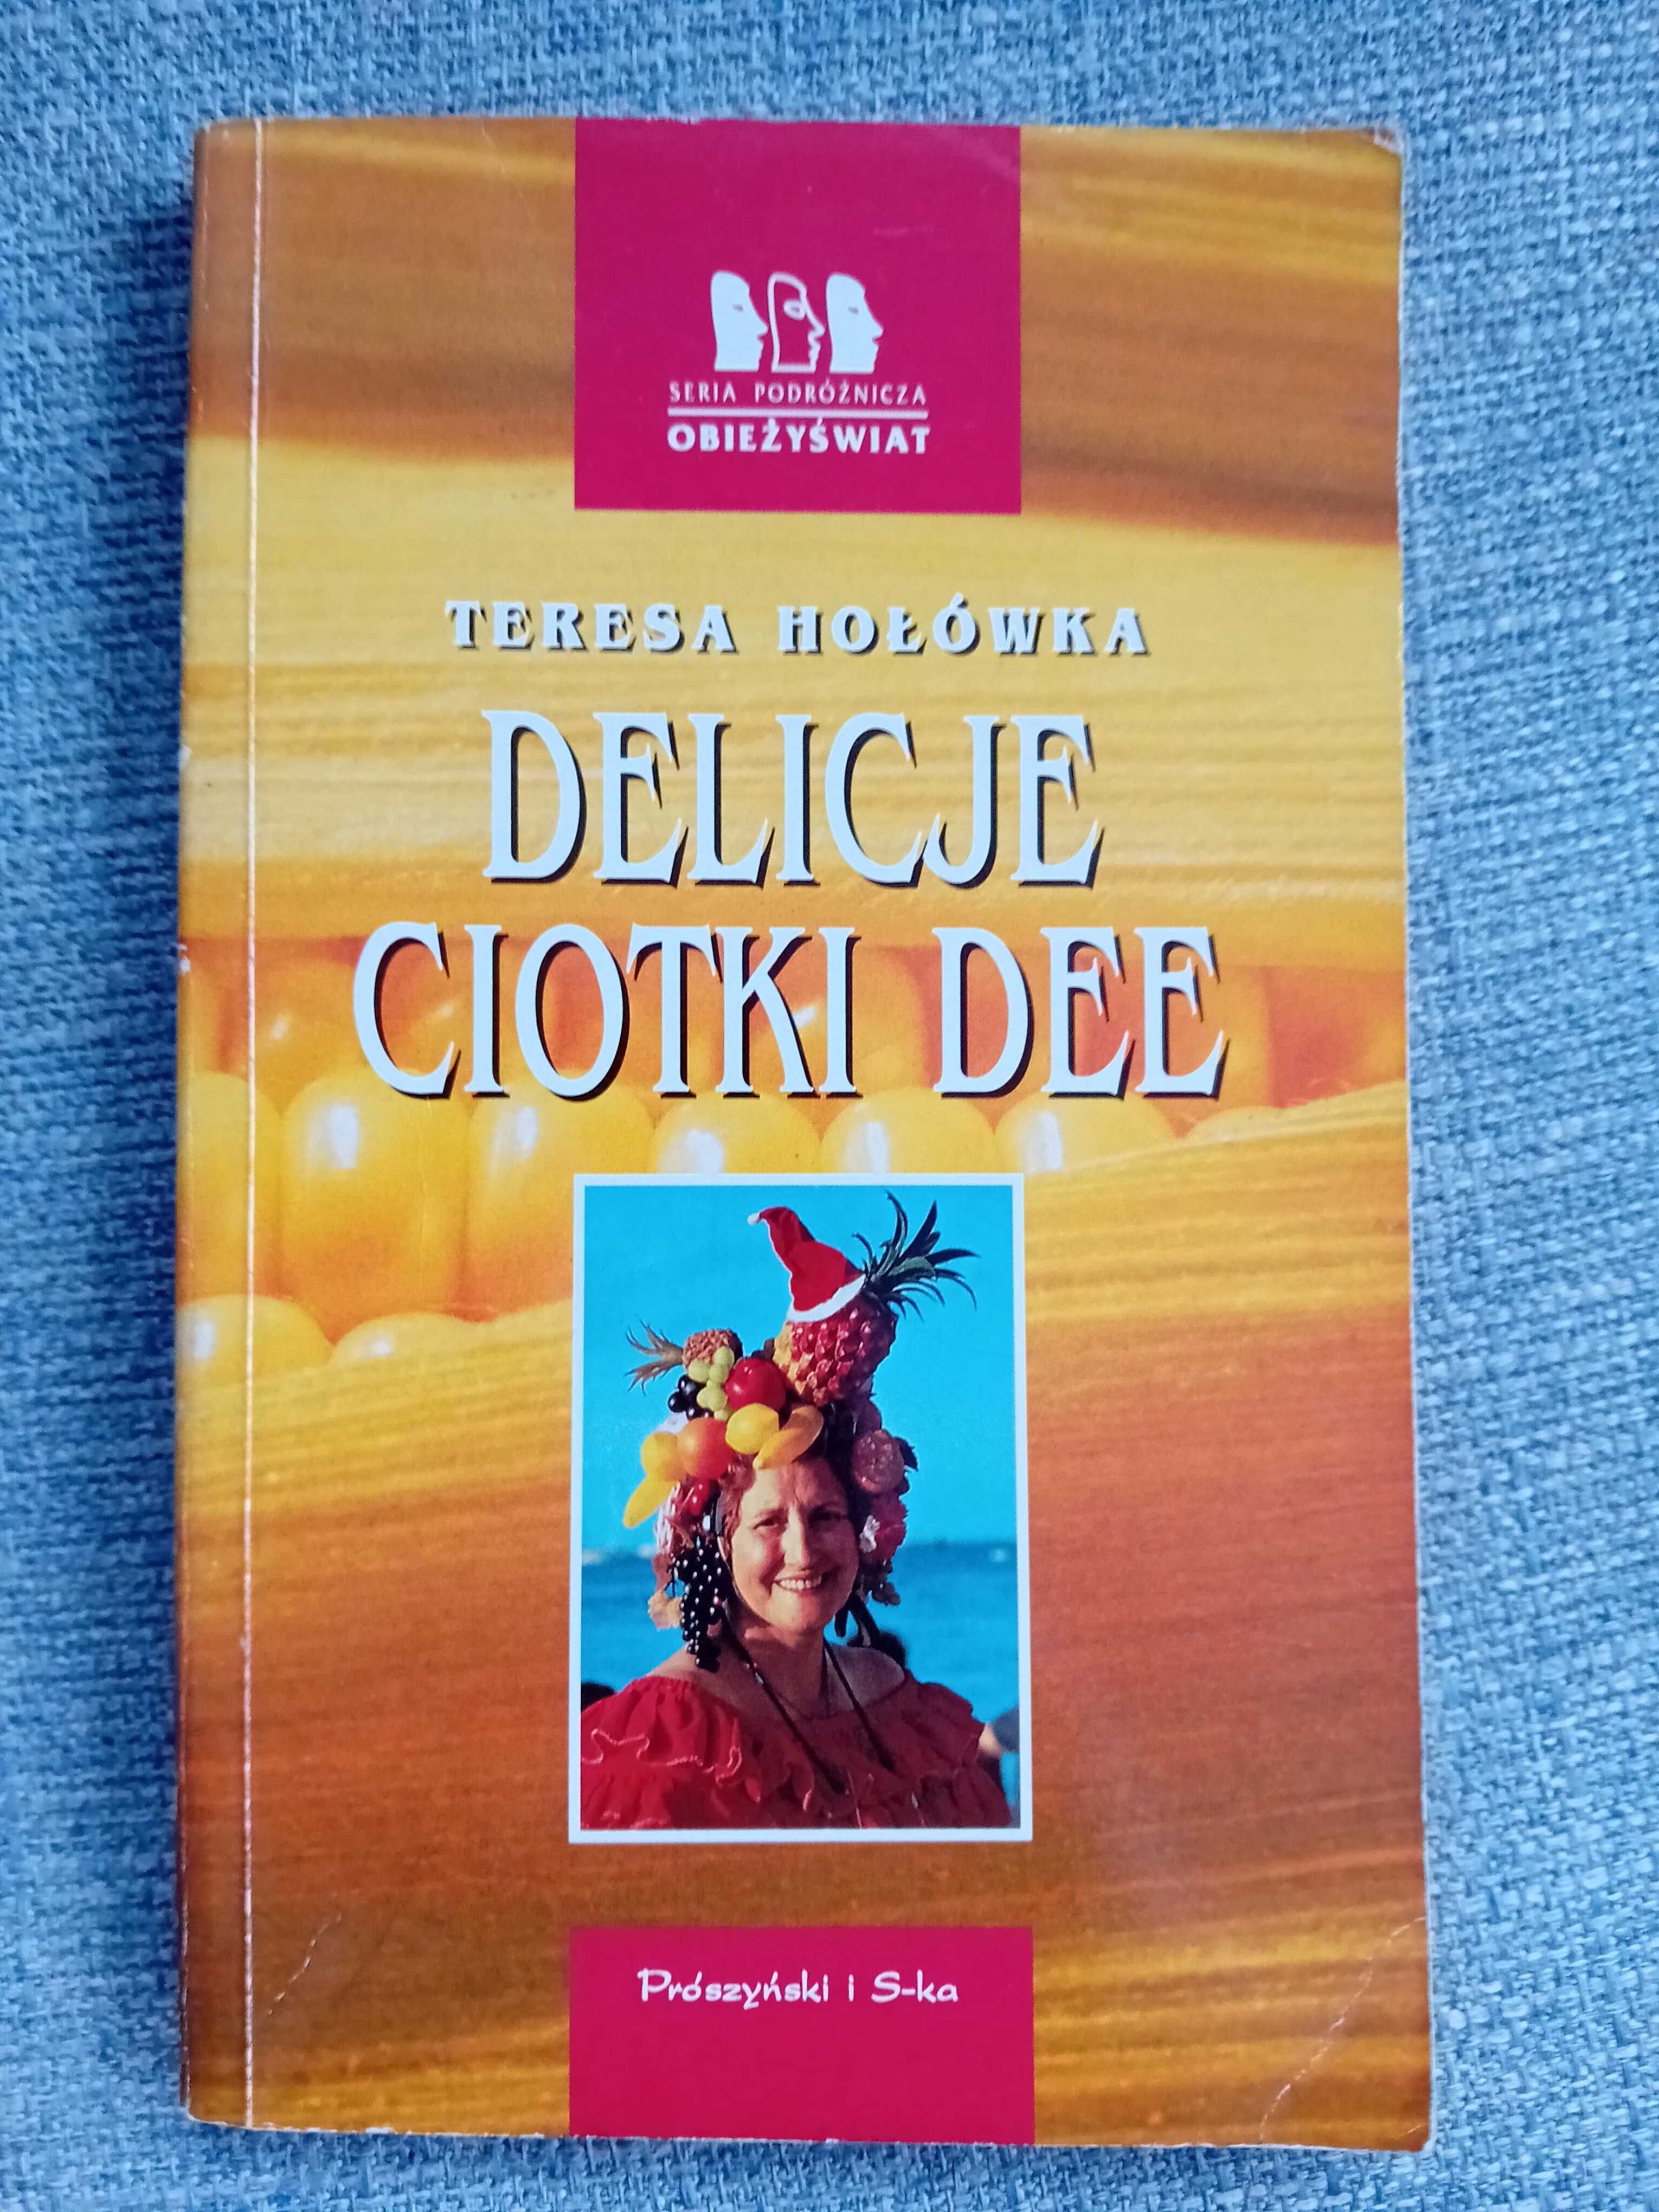 SERIA PODRÓŻNICZA
OBIEŻYŚWIAT
TERESA HOŁÓWKA
DELICJE
CIOTKI DEE
Prószyński i S-ka